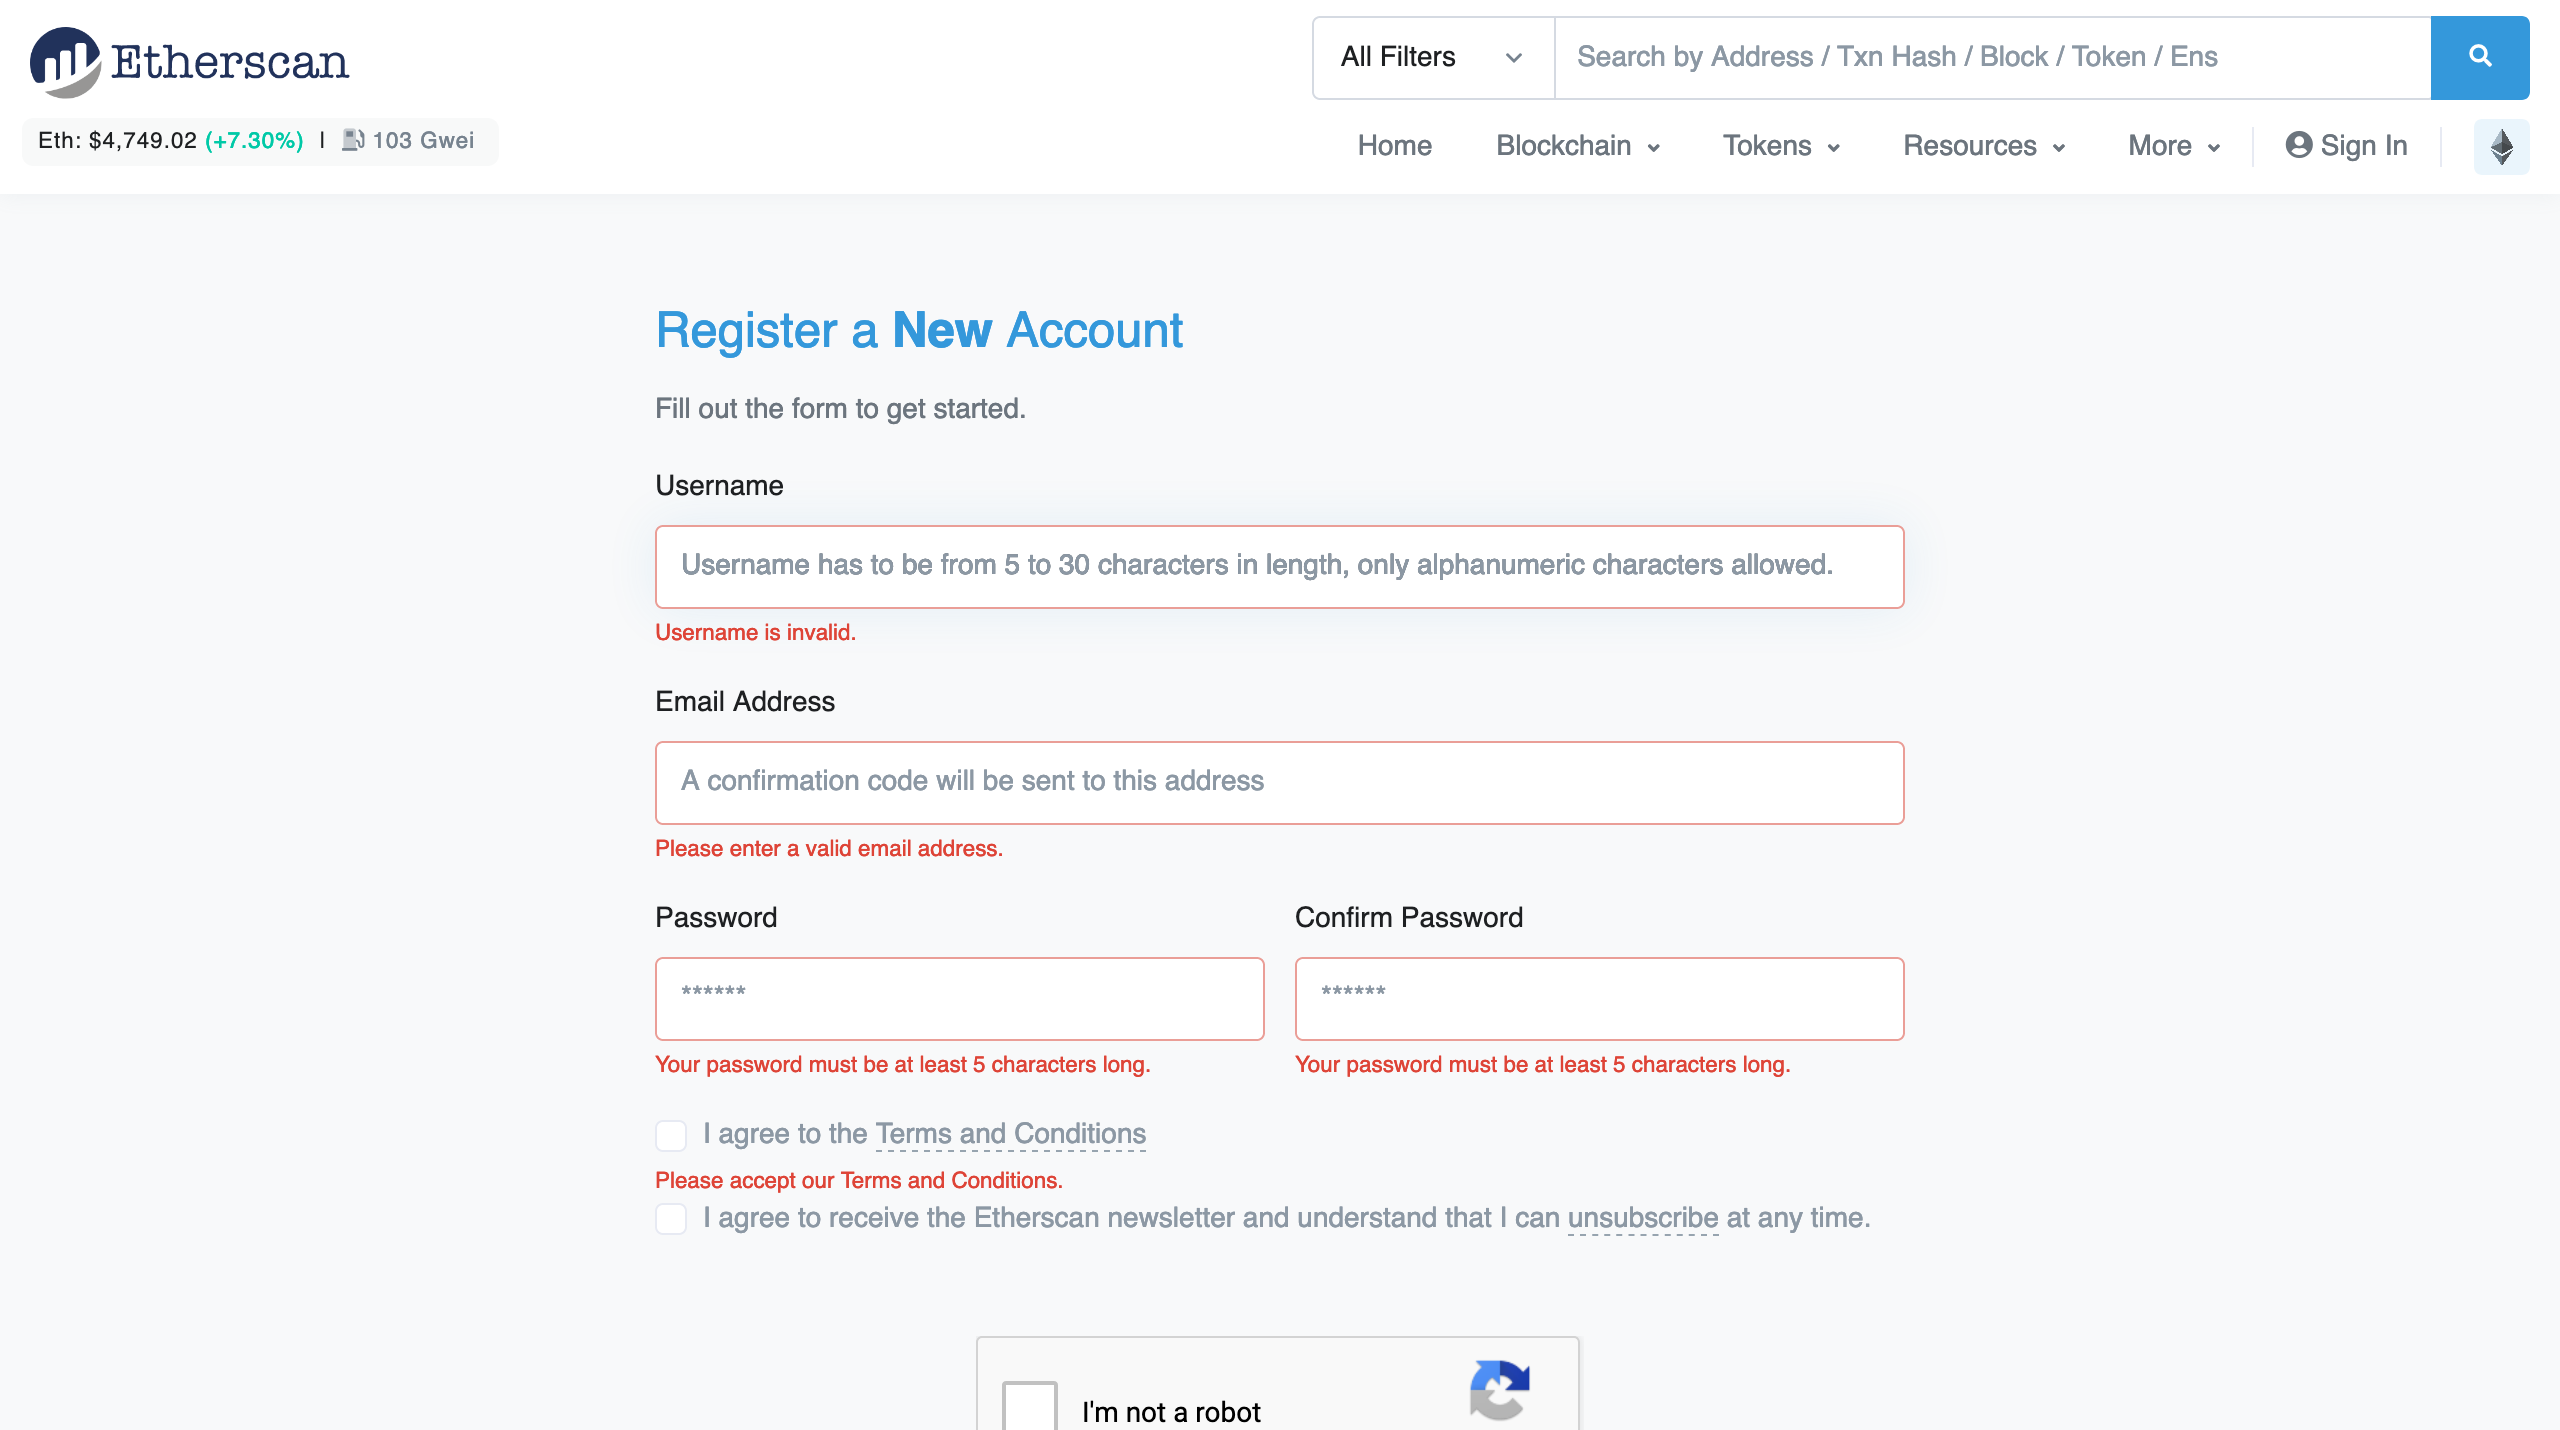 Etherscan
All Filters
Search by Address / Txn Hash / Block / Token / Ens
Eth: $4,749.02 (+7.30%) | 103 Gwei
Home Blockchain Tokens Resources More Sign In
Register a New Account
Fill out the form to get started.
Username
Username has to be from 5 to 30 characters in length, only alphanumeric characters allowed.
Username is invalid.
Email Address
A confirmation code will be sent to this address
Please enter a valid email address.
Password Confirm Password
****** ******
Your password must be at least 5 characters long. Your password must be at least 5 characters long.
I agree to the Terms and Conditions
Please accept our Terms and Conditions.
I agree to receive the Etherscan newsletter and understand that I can unsubscribe at any time.
I'm not a robot